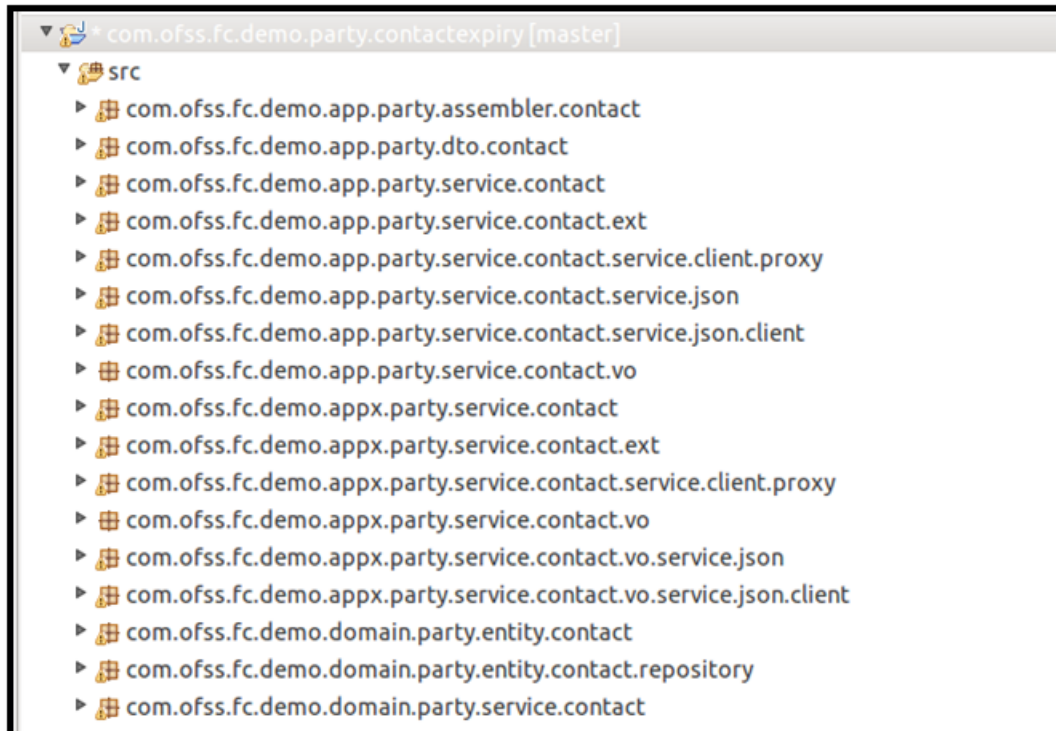 * com.ofss.fc.demo.party.contactexpiry [master]
src
com.ofss.fc.demo.app.party.assembler.contact
com.ofss.fc.demo.app.party.dto.contact
com.ofss.fc.demo.app.party.service.contact
com.ofss.fc.demo.app.party.service.contact.ext
com.ofss.fc.demo.app.party.service.contact.service.client.proxy
com.ofss.fc.demo.app.party.service.contact.service.json
com.ofss.fc.demo.app.party.service.contact.service.json.client
com.ofss.fc.demo.app.party.service.contact.vo
com.ofss.fc.demo.appx.party.service.contact
com.ofss.fc.demo.appx.party.service.contact.ext
com.ofss.fc.demo.appx.party.service.contact.service.client.proxy
com.ofss.fc.demo.appx.party.service.contact.vo
com.ofss.fc.demo.appx.party.service.contact.vo.service.json
com.ofss.fc.demo.appx.party.service.contact.vo.service.json.client
com.ofss.fc.demo.domain.party.entity.contact
com.ofss.fc.demo.domain.party.entity.contact.repository
com.ofss.fc.demo.domain.party.service.contact